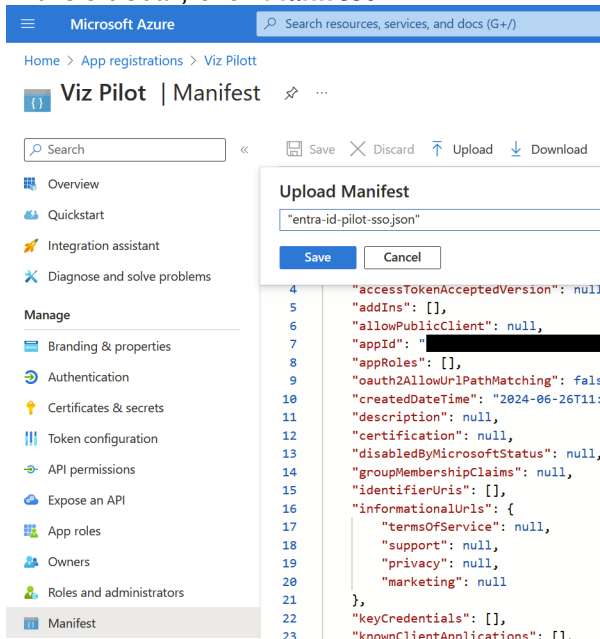 Microsoft Azure
Search resources, services, and docs (G+/)
Home > App registrations > Viz Pilott
Viz Pilot | Manifest
Search
«
Save Discard Upload Download
Overview
Quickstart
Integration assistant
Diagnose and solve problems
Manage
Branding & properties
Authentication
Certificates & secrets
Token configuration
API permissions
Expose an API
App roles
Owners
Roles and administrators
Manifest
Upload Manifest
"entra-id-pilot-sso.json"
Save Cancel
4 "accessTokenAcceptedVersion": null
5 "addIns": [],
6 "allowPublicClient": null,
7 "appId": "
8 "appRoles": [],
9 "oauth2AllowUrlPathMatching": fals
10 "createdDateTime": "2024-06-26T11:
11 "description": null,
12 "certification": null,
13 "disabledByMicrosoftStatus": null,
14 "groupMembershipClaims": null,
15 "identifierUris": [],
16 "informationalUrls": {
17 "termsOfService": null,
18 "support": null,
19 "privacy": null,
20 "marketing": null
21 },
22 "keyCredentials": [],
23 "knownClientApplications": [],